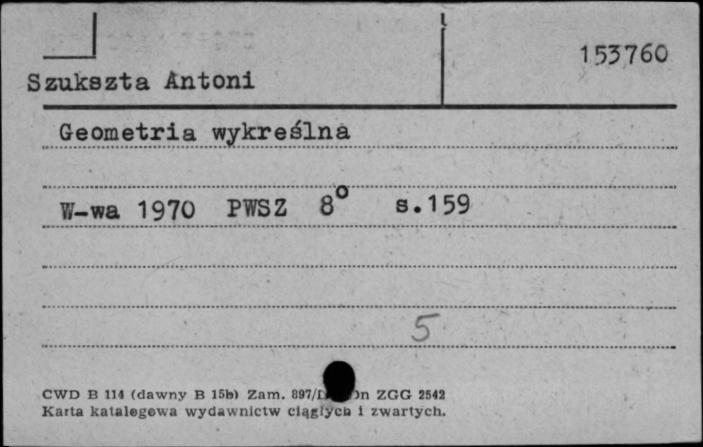 153760
Szukszta Antoni
Geometria wykreślna
W-wa 1970 PWSZ 8° s.159
5
CWD B 114 (dawny B 15b) Zam. 897/ ZGG 2542
Karta katalogowa wydawnictw ciągłych i zwartych.